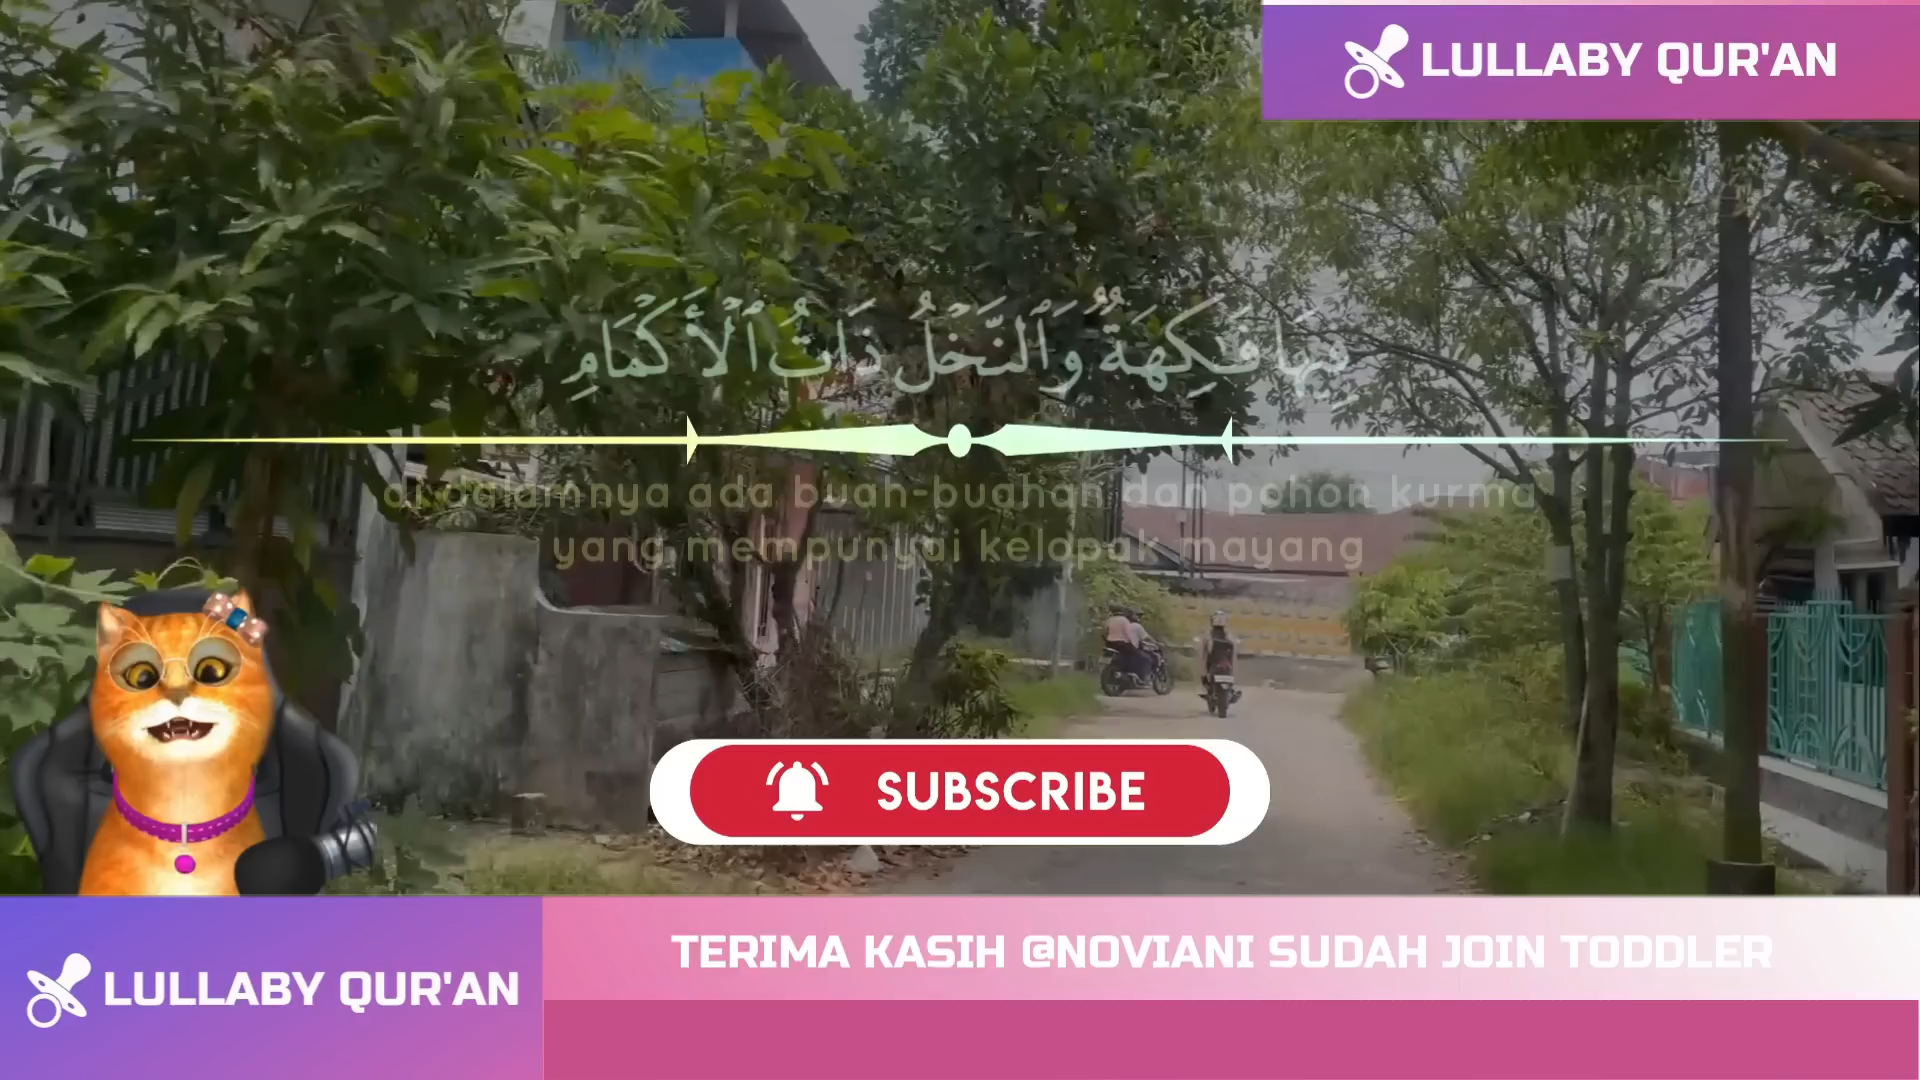 LULLABY QUR'AN
فِيهَا فَـٰكِهَةٌ وَٱلنَّخْلُ ذَاتُ ٱلْأَكْمَامِ
di dalamnya ada buah-buahan dan pohon kurma
yang mempunyai kelopak mayang
SUBSCRIBE
TERIMA KASIH @NOVIANI SUDAH JOIN TODDLER
LULLABY QUR'AN